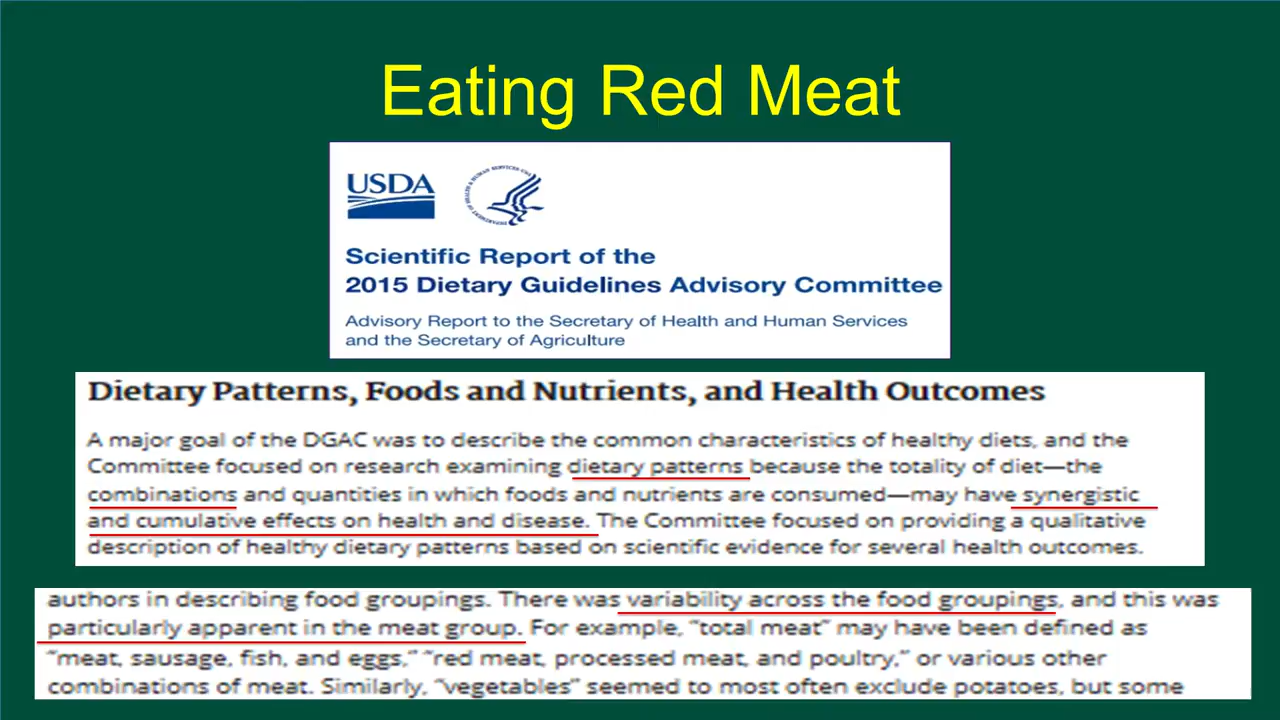 Eating Red Meat
USDA
DEPARTMENT OF HEALTH & HUMAN SERVICES • USA
Scientific Report of the
2015 Dietary Guidelines Advisory Committee
Advisory Report to the Secretary of Health and Human Services
and the Secretary of Agriculture
Dietary Patterns, Foods and Nutrients, and Health Outcomes
A major goal of the DGAC was to describe the common characteristics of healthy diets, and the
Committee focused on research examining dietary patterns because the totality of diet—the
combinations and quantities in which foods and nutrients are consumed—may have synergistic
and cumulative effects on health and disease. The Committee focused on providing a qualitative
description of healthy dietary patterns based on scientific evidence for several health outcomes.
authors in describing food groupings. There was variability across the food groupings, and this was
particularly apparent in the meat group. For example, “total meat” may have been defined as
“meat, sausage, fish, and eggs,” “red meat, processed meat, and poultry,” or various other
combinations of meat. Similarly, “vegetables” seemed to most often exclude potatoes, but some